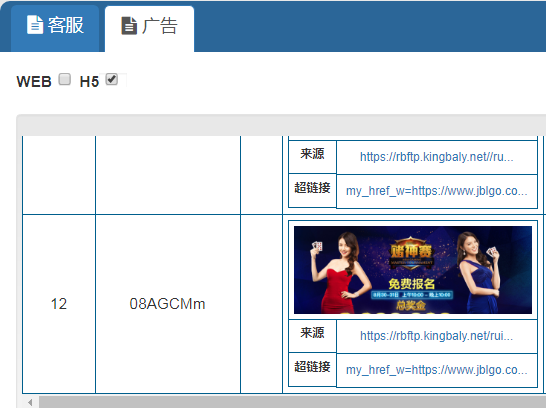 客服
广告
WEB
H5
来源
https://rbftp.kingbaly.net//ru...
超链接
my_href_w=https://www.jblgo.co...
12
08AGCMm
赌神赛
免费报名
总奖金
来源
https://rbftp.kingbaly.net/rui...
超链接
my_href_w=https://www.jblgo.co...